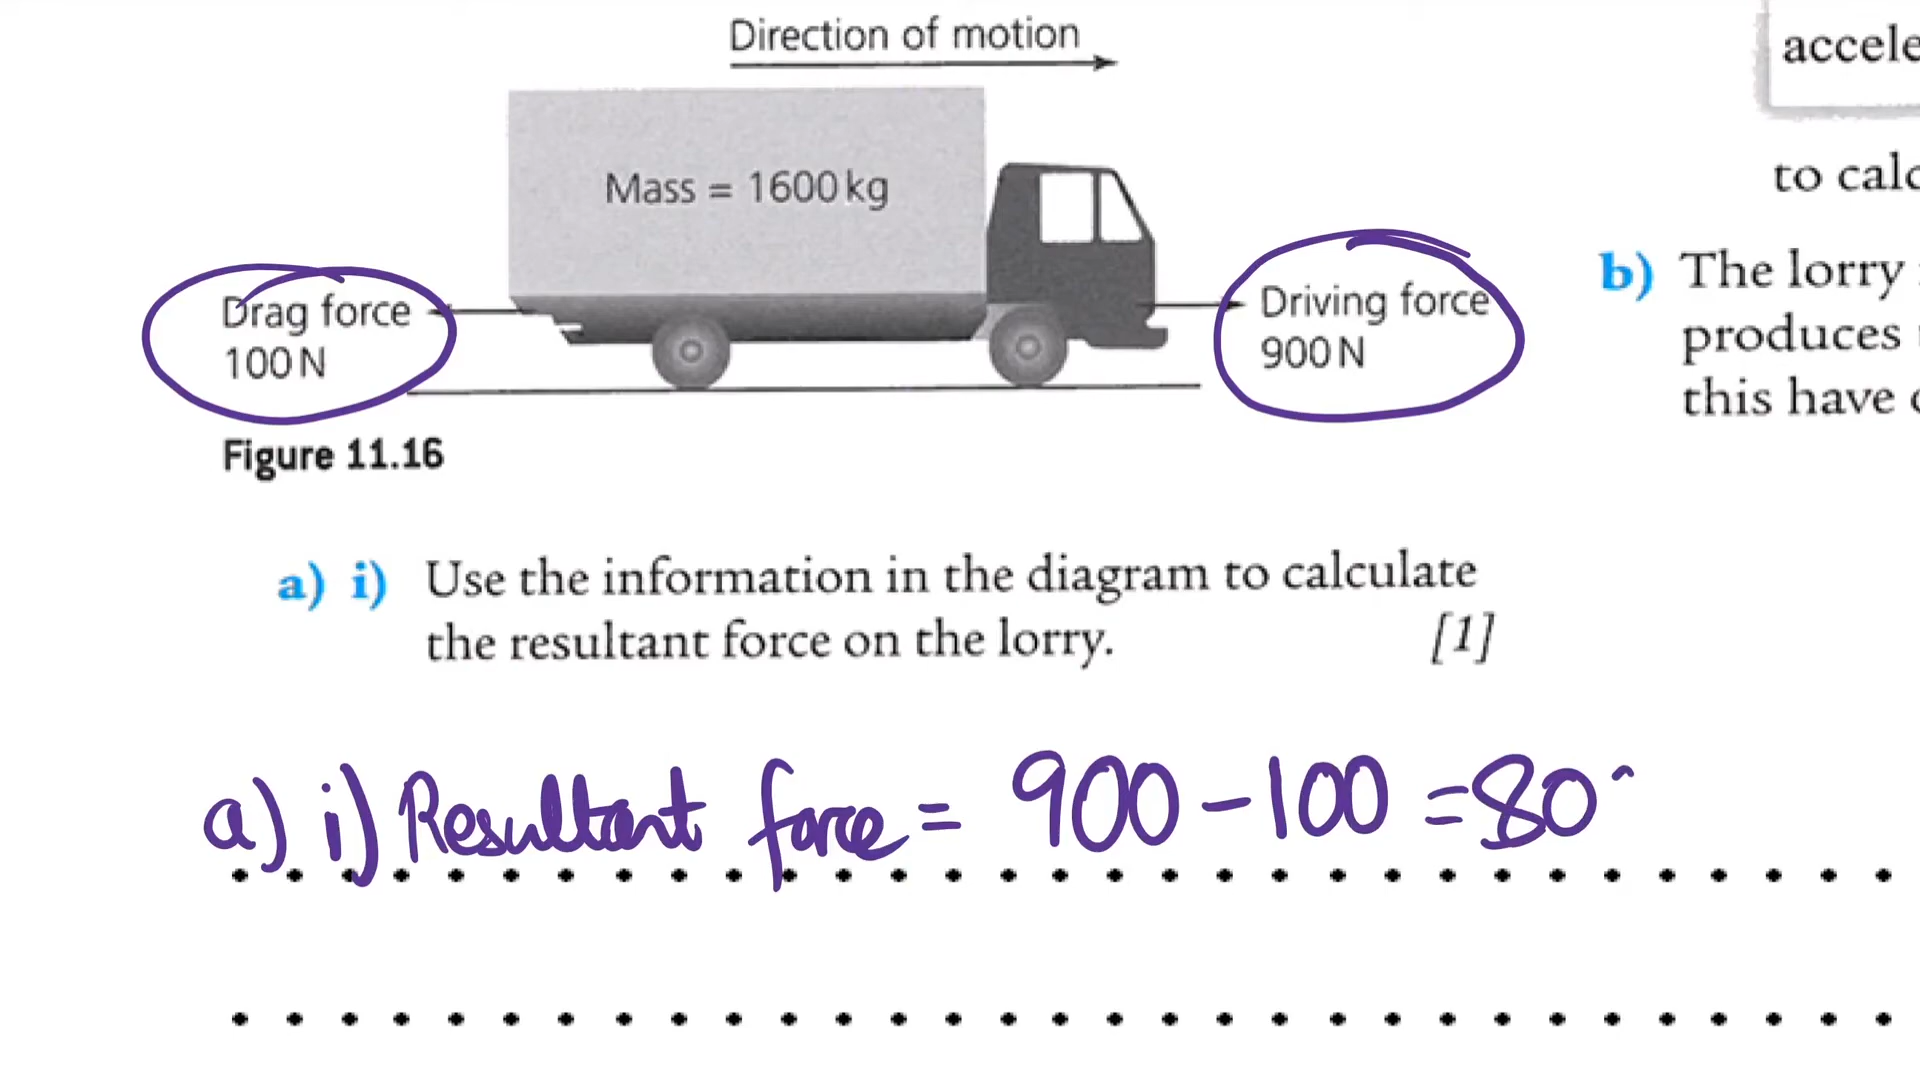 Direction of motion
accele
Mass = 1600 kg
to calc
Drag force
100 N
Driving force
900 N
b) The lorry
produces
this have
Figure 11.16
a) i) Use the information in the diagram to calculate
the resultant force on the lorry. [1]
a) i) Resultant force = 900 - 100 = 80